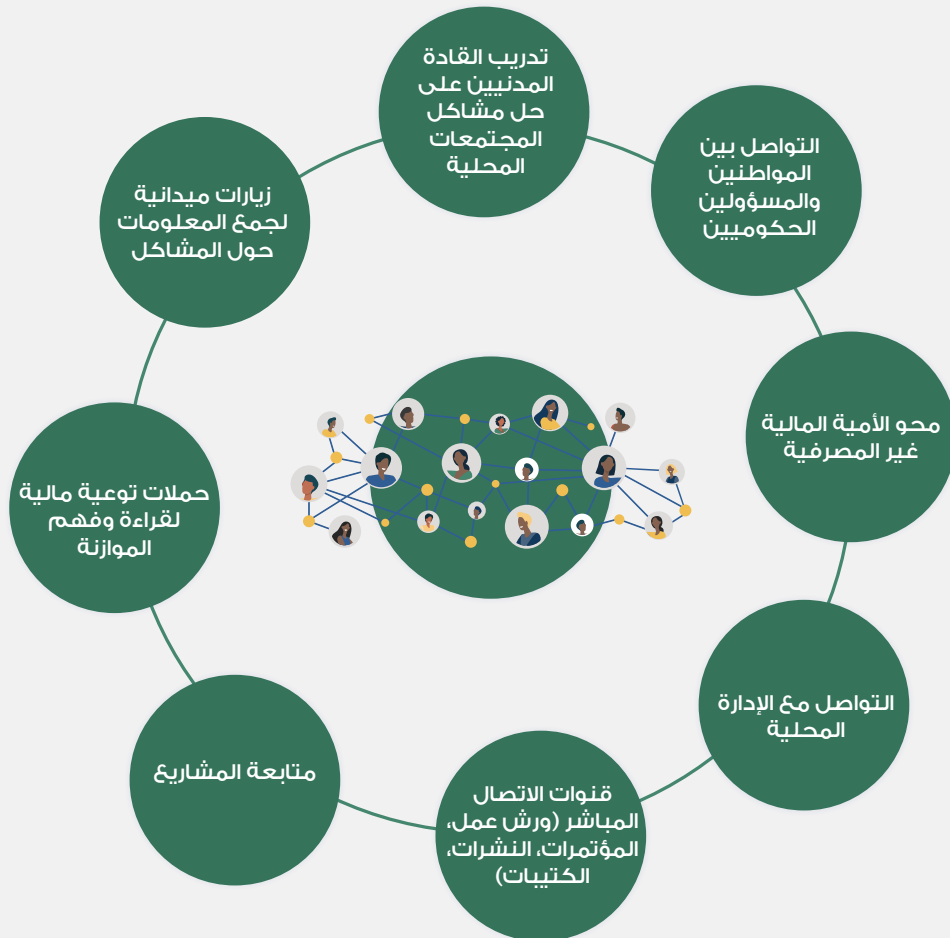 تدريب القادة
المدنيين على
حل مشاكل
المجتمعات
المحلية
التواصل بين
المواطنين
والمسؤولين
الحكوميين
محو الأمية المالية
غير المصرفية
التواصل مع الإدارة
المحلية
قنوات الاتصال
المباشر (ورش عمل،
المؤتمرات، النشرات،
الكتيبات)
متابعة المشاريع
حملات توعية مالية
لقراءة وفهم
الموازنة
زيارات ميدانية
لجمع المعلومات
حول المشاكل